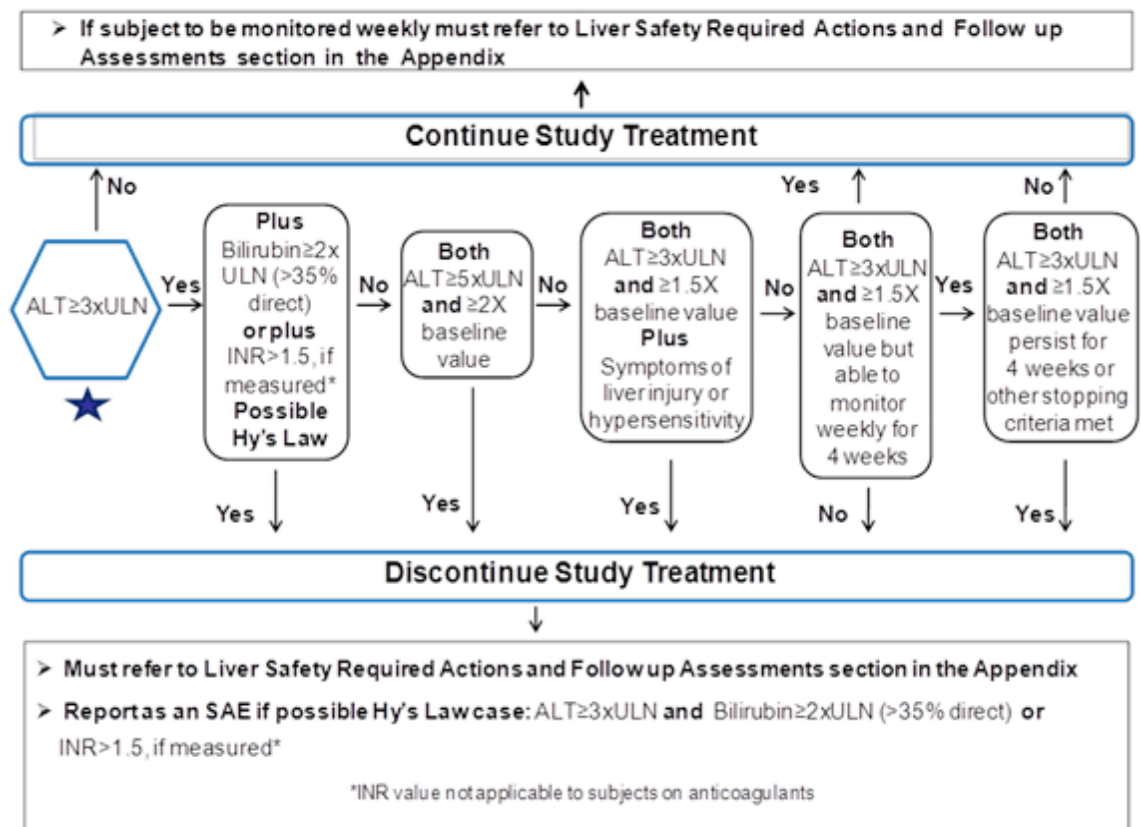 ➤ If subject to be monitored weekly must refer to Liver Safety Required Actions and Follow up
Assessments section in the Appendix
Continue Study Treatment
No
Yes
No
ALT≥3xULN
Yes
Plus
Bilirubin≥2x
ULN (>35%
direct)
or plus
INR>1.5, if
measured*
Possible
Hy's Law
No
Both
ALT≥5xULN
and ≥2X
baseline
value
No
Both
ALT≥3xULN
and ≥1.5X
baseline value
Plus
Symptoms of
liver injury or
hypersensitivity
No
Both
ALT≥3xULN
and ≥1.5X
baseline
value but
able to
monitor
weekly for
4 weeks
Yes
Both
ALT≥3xULN
and ≥1.5X
baseline value
persist for
4 weeks or
other stopping
criteria met
Yes
Yes
Yes
No
Yes
Discontinue Study Treatment
➤ Must refer to Liver Safety Required Actions and Follow up Assessments section in the Appendix
➤ Report as an SAE if possible Hy's Law case: ALT≥3xULN and Bilirubin≥2xULN (>35% direct) or
INR>1.5, if measured*
*INR value not applicable to subjects on anticoagulants